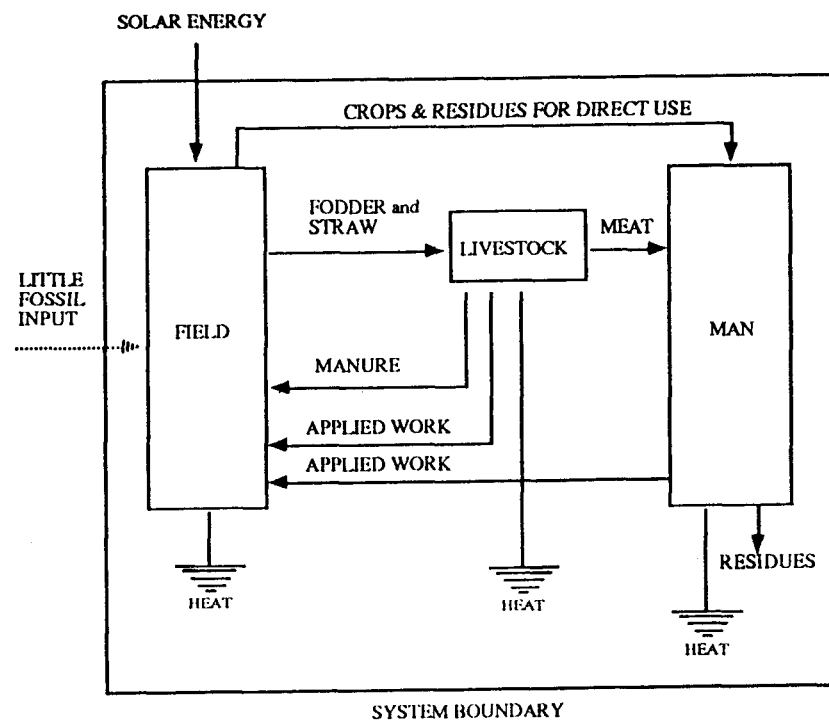 SOLAR ENERGY
CROPS & RESIDUES FOR DIRECT USE
FODDER and
STRAW
LIVESTOCK
MEAT
LITTLE
FOSSIL
INPUT
FIELD
MAN
MANURE
APPLIED WORK
APPLIED WORK
RESIDUES
HEAT
HEAT
HEAT
SYSTEM BOUNDARY